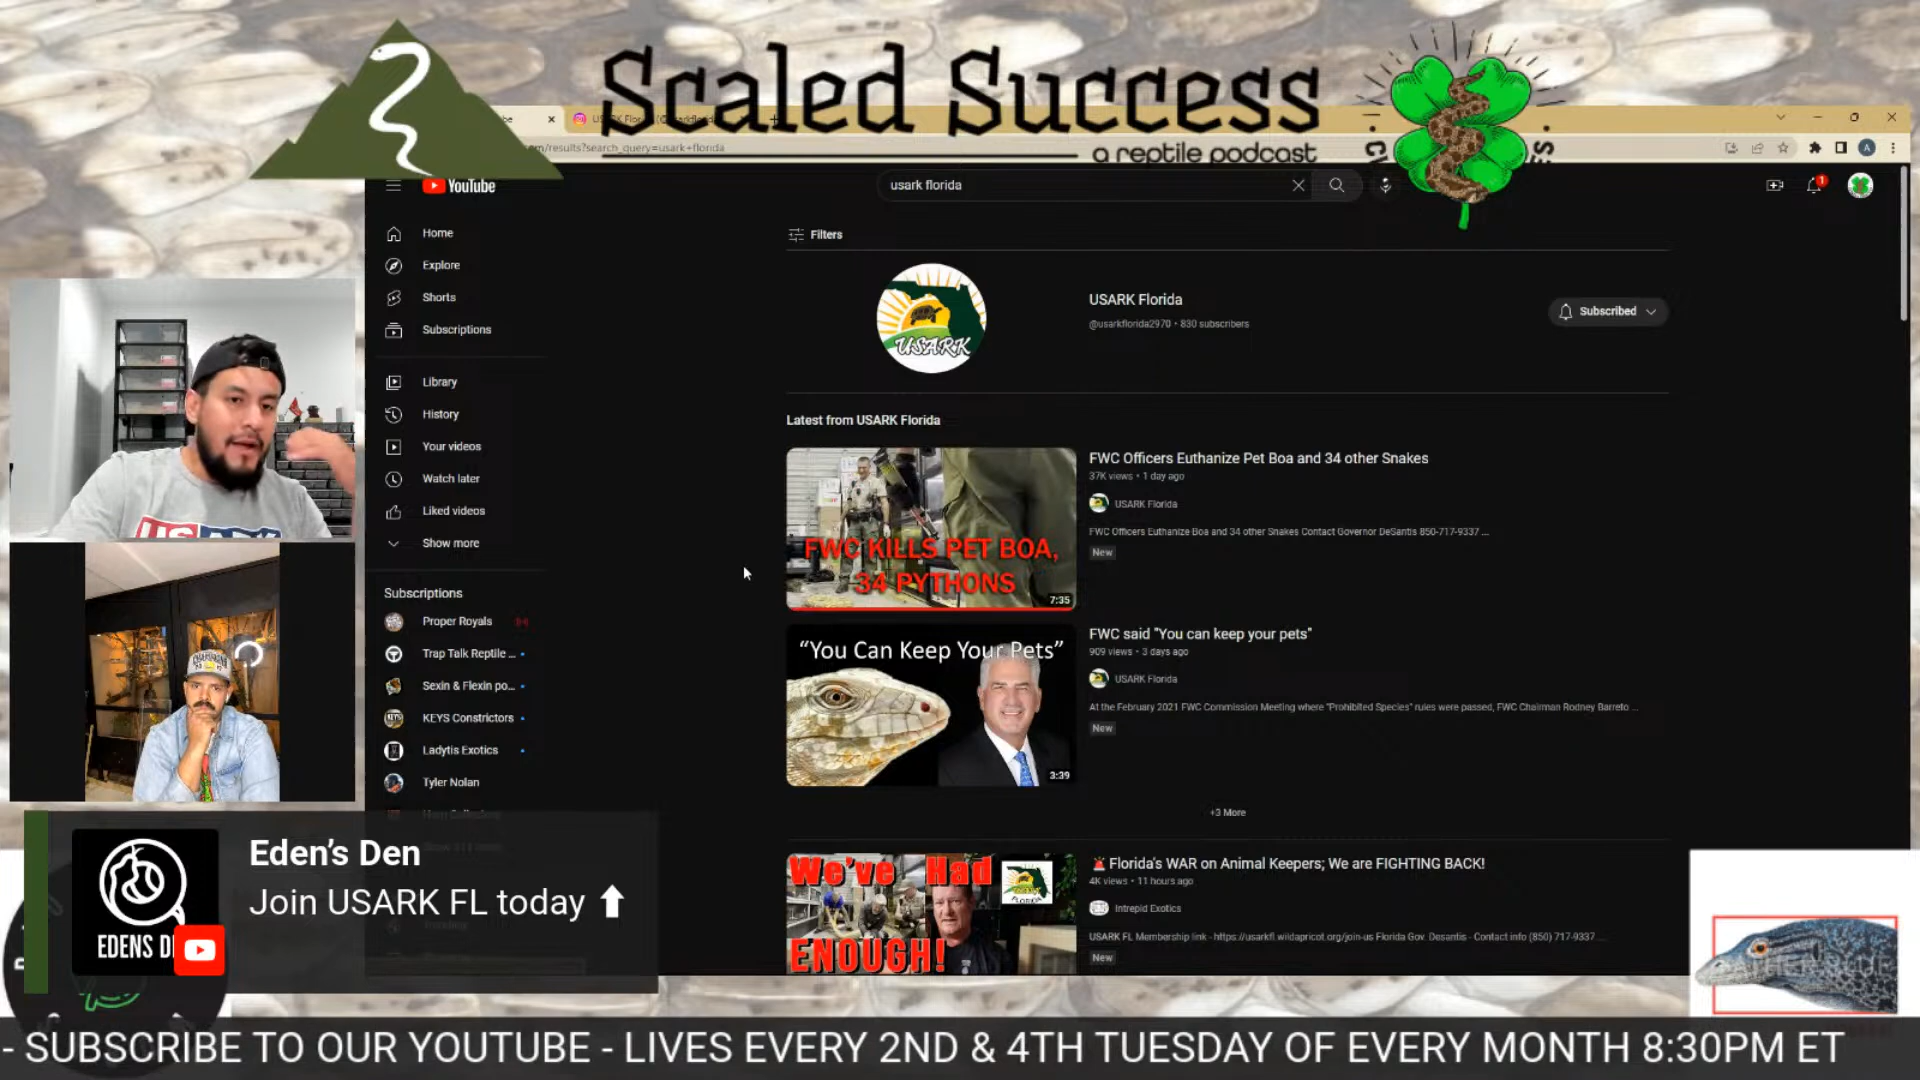 Scaled Success
a reptile podcast
/results?search_query=usark+florida
YouTube
usark florida
1
A
Home
Explore
Shorts
Subscriptions
Library
History
Your videos
Watch later
Liked videos
Show more
Subscriptions
Proper Royals
Trap Talk Reptile ...
Sexin & Flexin po...
KEYS Constrictors
Ladytis Exotics
Tyler Nolan
Filters
USARK
USARK Florida
@usarkflorida2970 • 830 subscribers
Subscribed
Latest from USARK Florida
FWC KILLS PET BOA,
34 PYTHONS
7:35
FWC Officers Euthanize Pet Boa and 34 other Snakes
37K views • 1 day ago
USARK Florida
FWC Officers Euthanize Boa and 34 other Snakes Contact Governor DeSantis 850-717-9337 ...
New
“You Can Keep Your Pets”
3:39
FWC said "You can keep your pets"
909 views • 3 days ago
USARK Florida
At the February 2021 FWC Commission Meeting where "Prohibited Species" rules were passed, FWC Chairman Rodney Barreto ...
New
+3 More
We've Had
ENOUGH!
Florida's WAR on Animal Keepers; We are FIGHTING BACK!
4K views • 11 hours ago
Intrepid Exotics
USARK FL Membership link - https://usarkfl.wildapricot.org/join-us Florida Gov. Desantis - Contact info (850) 717-9337 ...
New
USARK
EDENS
Eden’s Den
Join USARK FL today
- SUBSCRIBE TO OUR YOUTUBE - LIVES EVERY 2ND & 4TH TUESDAY OF EVERY MONTH 8:30PM ET